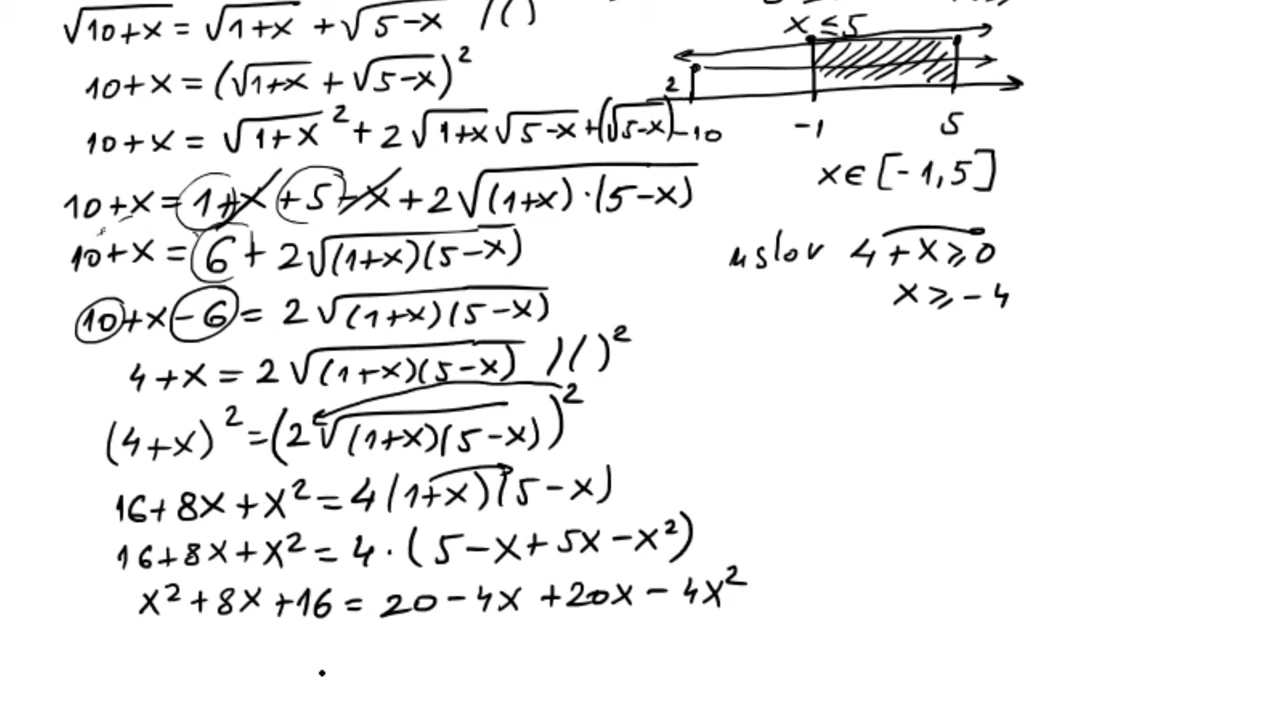 √10+x = √1+x + √5-x /( )
10+x = (√1+x + √5-x)²
10+x = √1+x² + 2√1+x√5-x+(√5-x)²
10+x = 1+x+5-x+2√(1+x)·(5-x)
10+x = 6+2√(1+x)(5-x)
10+x-6 = 2√(1+x)(5-x)
4+x = 2√(1+x)(5-x) /( )²
(4+x)² = (2√(1+x)(5-x))²
16+8x+x² = 4(1+x)(5-x)
16+8x+x² = 4·(5-x+5x-x²)
x²+8x+16 = 20-4x+20x-4x²
x≤5
-10 -1 5
x∈[-1,5]
uslov 4+x≥0
x≥-4